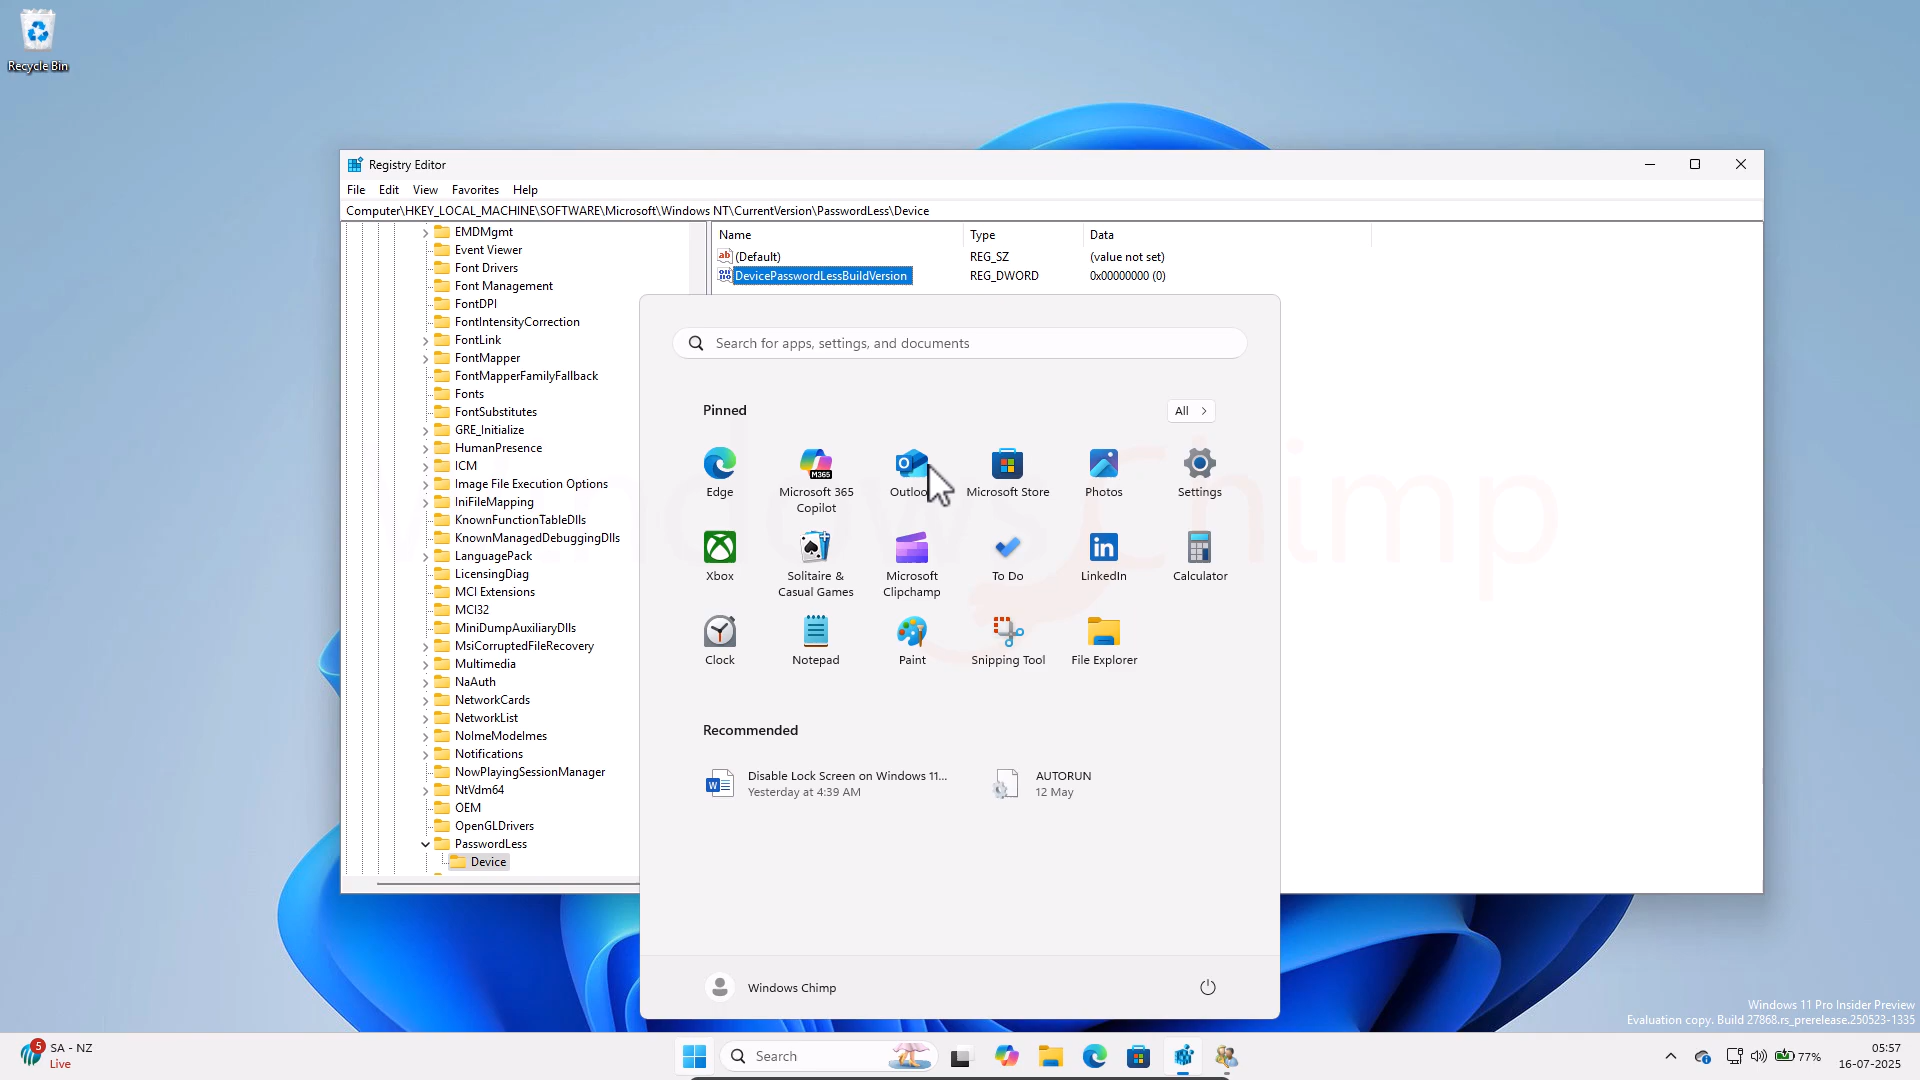 Recycle Bin
Registry Editor
File Edit View Favorites Help
Computer\HKEY_LOCAL_MACHINE\SOFTWARE\Microsoft\Windows NT\CurrentVersion\PasswordLess\Device
EMDMgmt
Event Viewer
Font Drivers
Font Management
FontDPI
FontIntensityCorrection
FontLink
FontMapper
FontMapperFamilyFallback
Fonts
FontSubstitutes
GRE_Initialize
HumanPresence
ICM
Image File Execution Options
IniFileMapping
KnownFunctionTableDlls
KnownManagedDebuggingDlls
LanguagePack
LicensingDiag
MCI Extensions
MCI32
MiniDumpAuxiliaryDlls
MsiCorruptedFileRecovery
Multimedia
NaAuth
NetworkCards
NetworkList
NoImeModeImes
Notifications
NowPlayingSessionManager
NtVdm64
OEM
OpenGLDrivers
PasswordLess
Device
Name Type Data
(Default) REG_SZ (value not set)
DevicePasswordLessBuildVersion REG_DWORD 0x00000000 (0)
Search for apps, settings, and documents
Pinned All
Edge
Microsoft 365
Copilot
M365
Microsoft Store
Photos
Settings
Xbox
Solitaire &
Casual Games
Microsoft
Clipchamp
To Do
LinkedIn
Calculator
Clock
Notepad
Paint
Snipping Tool
File Explorer
Recommended
Disable Lock Screen on Windows 11...
Yesterday at 4:39 AM
AUTORUN
12 May
Windows Chimp
Windows 11 Pro Insider Preview
Evaluation copy. Build 27868.rs_prerelease.250523-1335
5
SA - NZ
Live
Search
77%
05:57
16-07-2025